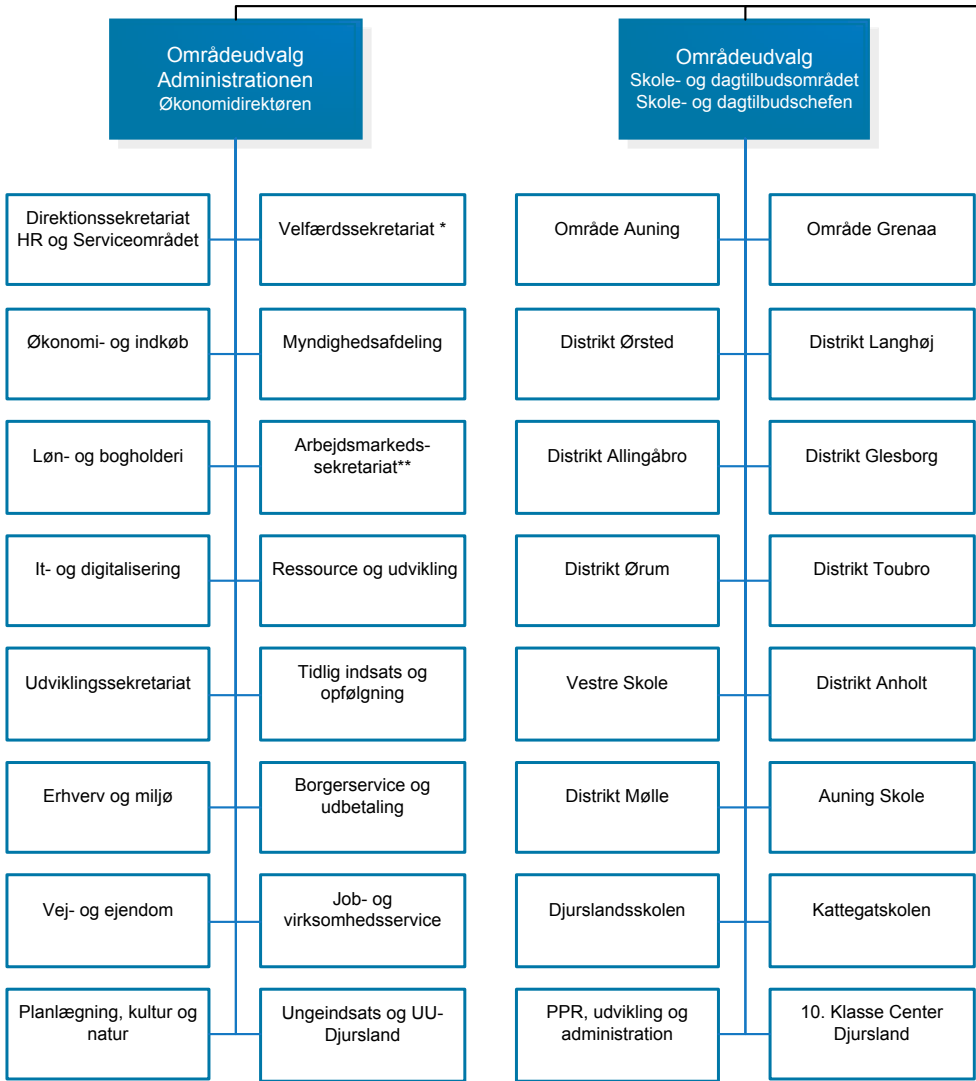 Områdeudvalg
Administrationen
Økonomidirektøren
Områdeudvalg
Skole- og dagtilbudsområdet
Skole- og dagtilbudschefen
Direktionssekretariat
HR og Serviceområdet
Velfærdssekretariat *
Område Auning
Område Grenaa
Økonomi- og indkøb
Myndighedsafdeling
Distrikt Ørsted
Distrikt Langhøj
Løn- og bogholderi
Arbejdsmarkeds-
sekretariat**
Distrikt Allingåbro
Distrikt Glesborg
It- og digitalisering
Ressource og udvikling
Distrikt Ørum
Distrikt Toubro
Udviklingssekretariat
Tidlig indsats og
opfølgning
Vestre Skole
Distrikt Anholt
Erhverv og miljø
Borgerservice og
udbetaling
Distrikt Mølle
Auning Skole
Vej- og ejendom
Job- og
virksomhedsservice
Djurslandsskolen
Kattegatskolen
Planlægning, kultur og
natur
Ungeindsats og UU-
Djursland
PPR, udvikling og
administration
10. Klasse Center
Djursland